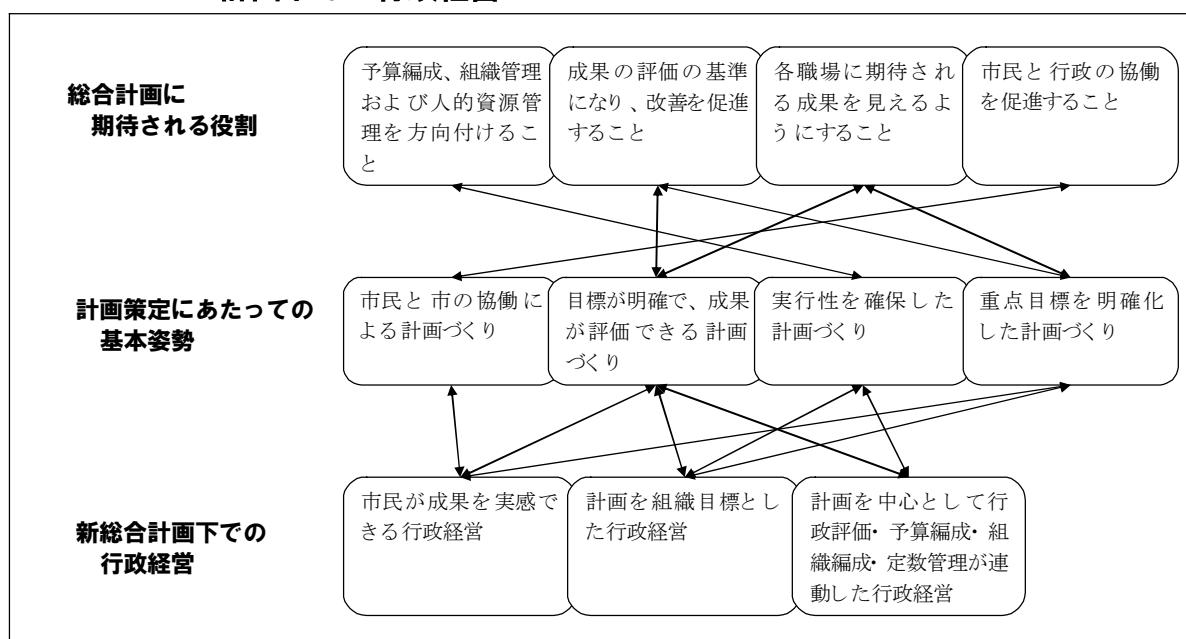 総合計画に
期待される役割
予算編成、組織管理
および人的資源管
理を方向付けるこ
と
成果の評価の基準
になり、改善を促進
すること
各職場に期待され
る成果を見えるよ
うにすること
市民と行政の協働
を促進すること
計画策定にあたっての
基本姿勢
市民と市の協働に
よる計画づくり
目標が明確で、成果
が評価できる計画
づくり
実行性を確保した
計画づくり
重点目標を明確化
した計画づくり
新総合計画下での
行政経営
市民が成果を実感で
きる行政経営
計画を組織目標とし
た行政経営
計画を中心として行
政評価・予算編成・組
織編成・定数管理が連
動した行政経営